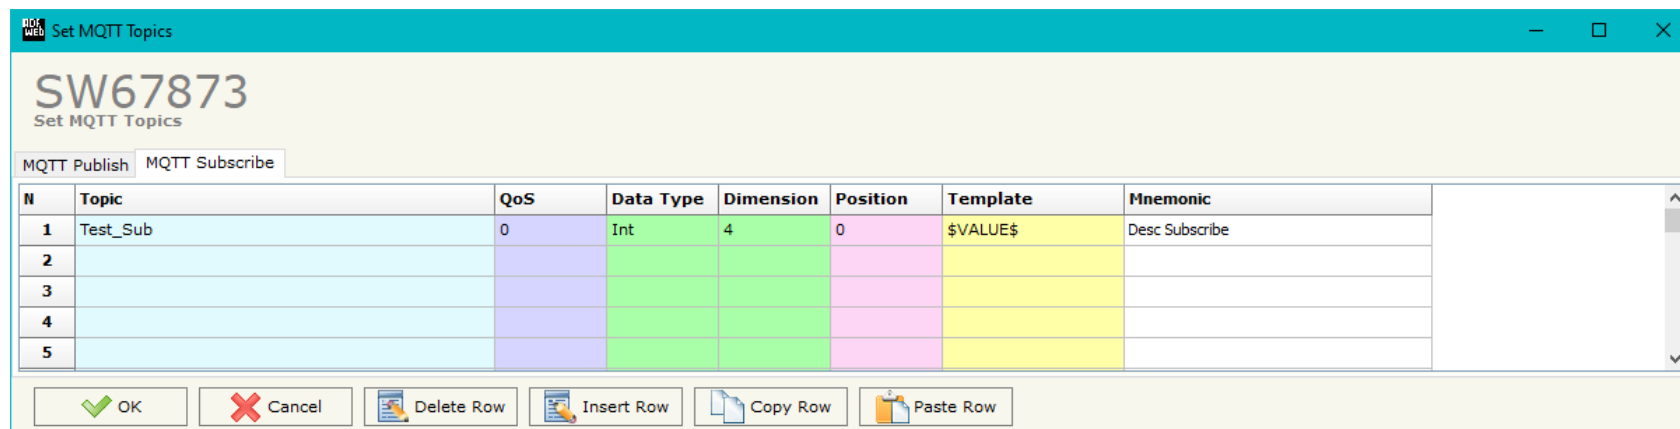 ADF WEB Set MQTT Topics
SW67873
Set MQTT Topics
MQTT Publish MQTT Subscribe
N Topic QoS Data Type Dimension Position Template Mnemonic
1 Test_Sub 0 Int 4 0 $VALUE$ Desc Subscribe
2
3
4
5
OK Cancel Delete Row Insert Row Copy Row Paste Row